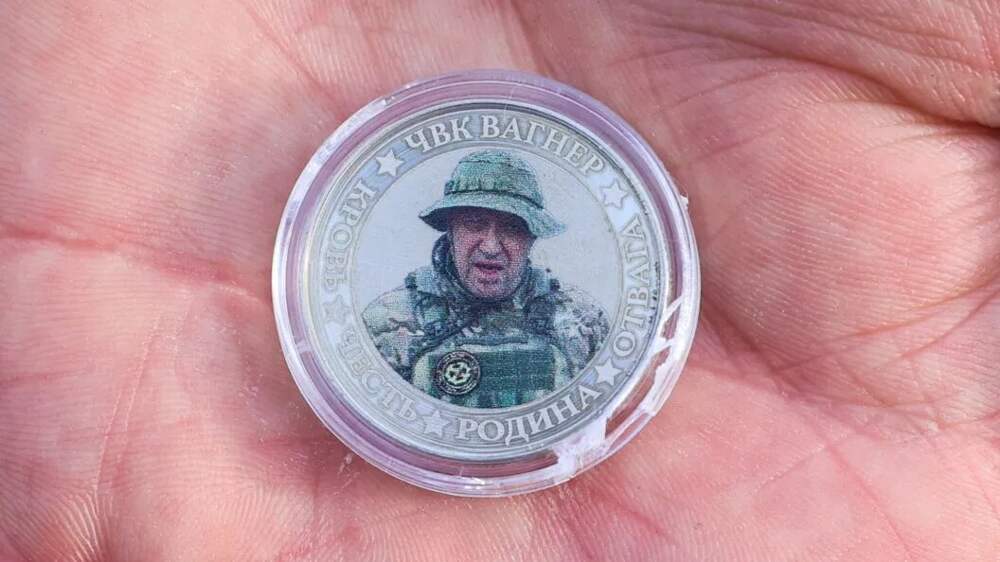 ЧВК ВАГНЕР
ОТВАГА
РОДИНА
ЧЕСТЬ
КРОВЬ